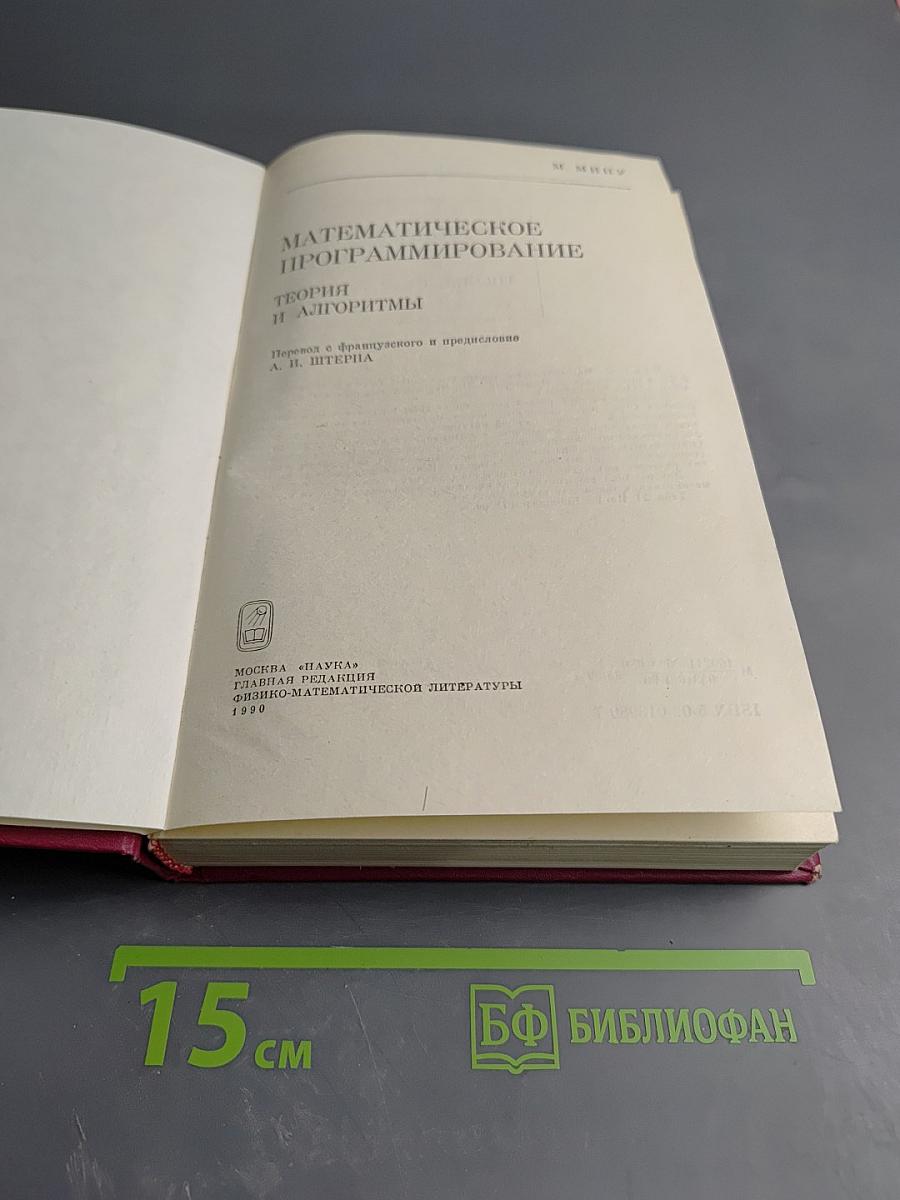 М. МИНУ
МАТЕМАТИЧЕСКОЕ
ПРОГРАММИРОВАНИЕ
ТЕОРИЯ
И АЛГОРИТМЫ
Перевод с французского и предисловие
А. И. ШТЕРНА
МОСКВА «НАУКА»
ГЛАВНАЯ РЕДАКЦИЯ
ФИЗИКО-МАТЕМАТИЧЕСКОЙ ЛИТЕРАТУРЫ
1990
15 см
БФ БИБЛИОФАН